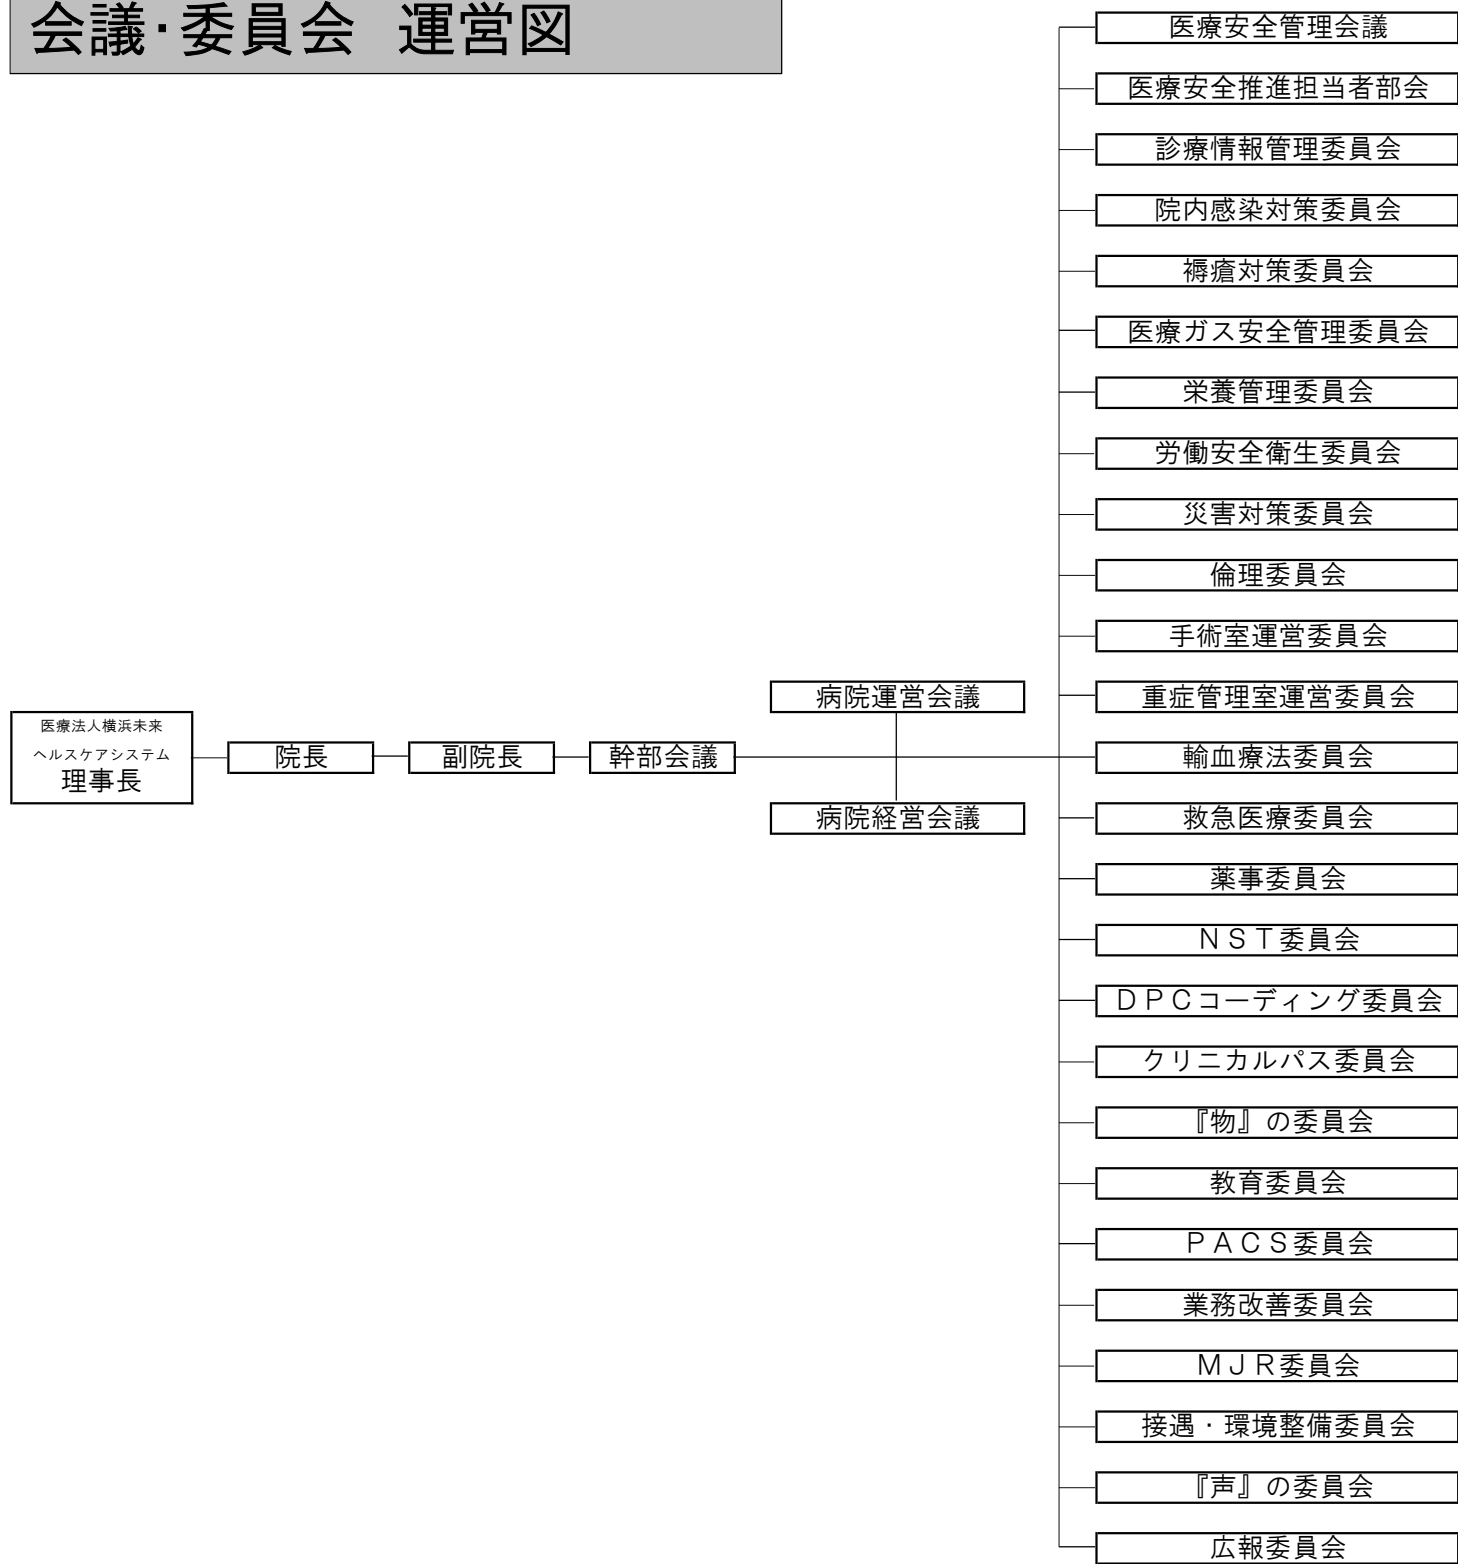 会議･委員会　運営図
医療法人横浜未来
ヘルスケアシステム
理事長
院長
副院長
幹部会議
病院運営会議
病院経営会議
医療安全管理会議
医療安全推進担当者部会
診療情報管理委員会
院内感染対策委員会
褥瘡対策委員会
医療ガス安全管理委員会
栄養管理委員会
労働安全衛生委員会
災害対策委員会
倫理委員会
手術室運営委員会
重症管理室運営委員会
輸血療法委員会
救急医療委員会
薬事委員会
ＮＳＴ委員会
ＤＰＣコーディング委員会
クリニカルパス委員会
『物』の委員会
教育委員会
ＰＡＣＳ委員会
業務改善委員会
ＭＪＲ委員会
接遇・環境整備委員会
『声』の委員会
広報委員会